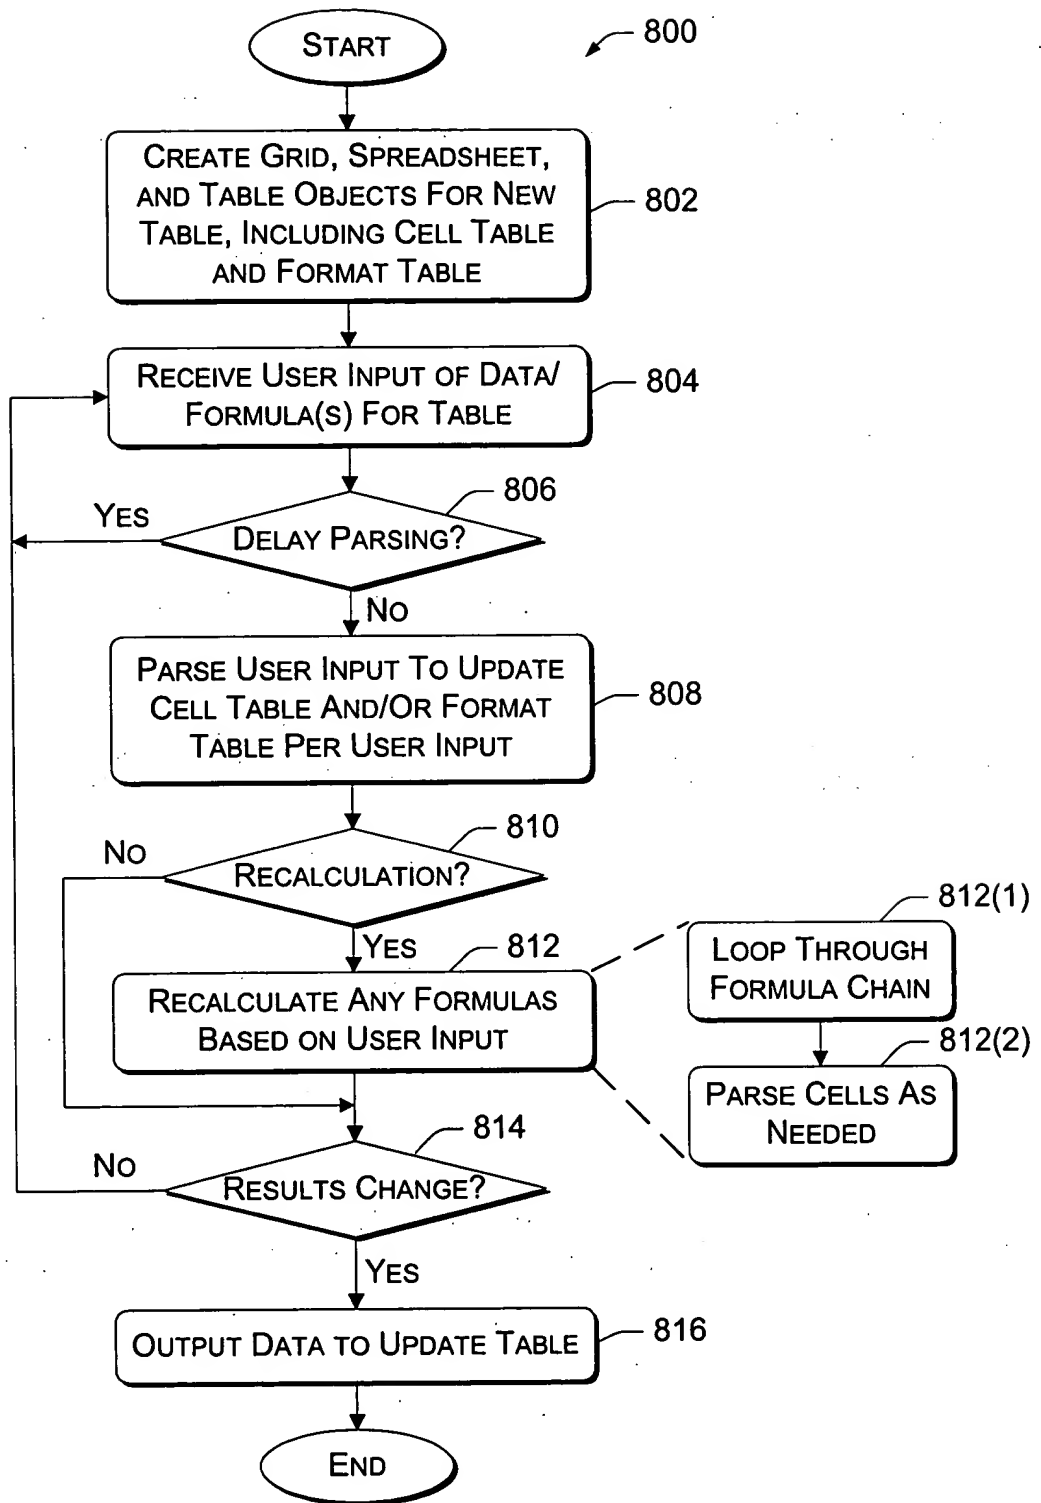 START
800
CREATE GRID, SPREADSHEET,
AND TABLE OBJECTS FOR NEW
TABLE, INCLUDING CELL TABLE
AND FORMAT TABLE
802
RECEIVE USER INPUT OF DATA/
FORMULA(S) FOR TABLE
804
806
YES
DELAY PARSING?
NO
PARSE USER INPUT TO UPDATE
CELL TABLE AND/OR FORMAT
TABLE PER USER INPUT
808
810
NO
RECALCULATION?
YES
812
RECALCULATE ANY FORMULAS
BASED ON USER INPUT
812(1)
LOOP THROUGH
FORMULA CHAIN
812(2)
PARSE CELLS AS
NEEDED
814
NO
RESULTS CHANGE?
YES
OUTPUT DATA TO UPDATE TABLE
816
END